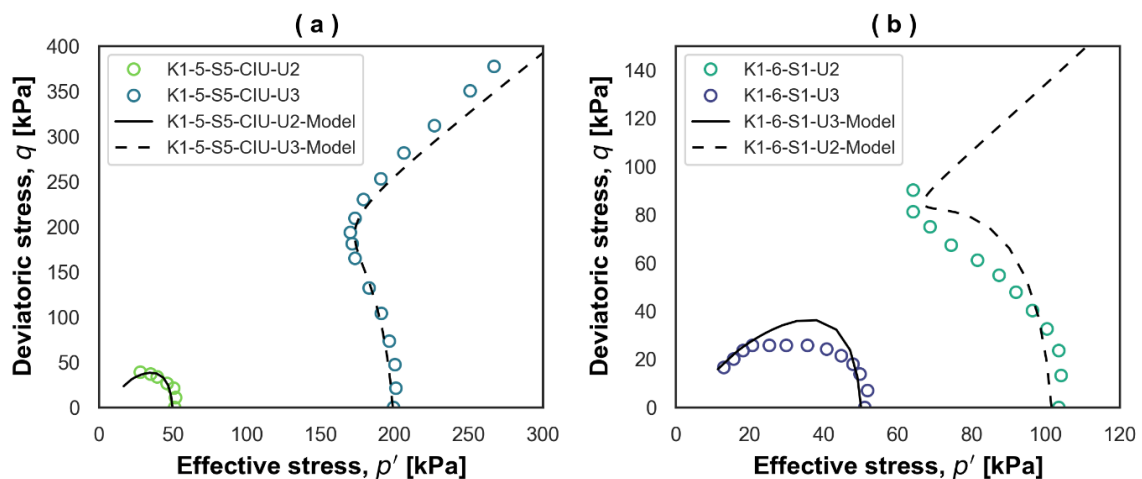 ( a )
400
350
300
250
200
150
100
50
0
Deviatoric stress, q [kPa]
K1-5-S5-CIU-U2
K1-5-S5-CIU-U3
K1-5-S5-CIU-U2-Model
K1-5-S5-CIU-U3-Model
0 50 100 150 200 250 300
Effective stress, p′ [kPa]
( b )
140
120
100
80
60
40
20
0
Deviatoric stress, q [kPa]
K1-6-S1-U2
K1-6-S1-U3
K1-6-S1-U3-Model
K1-6-S1-U2-Model
0 20 40 60 80 100 120
Effective stress, p′ [kPa]